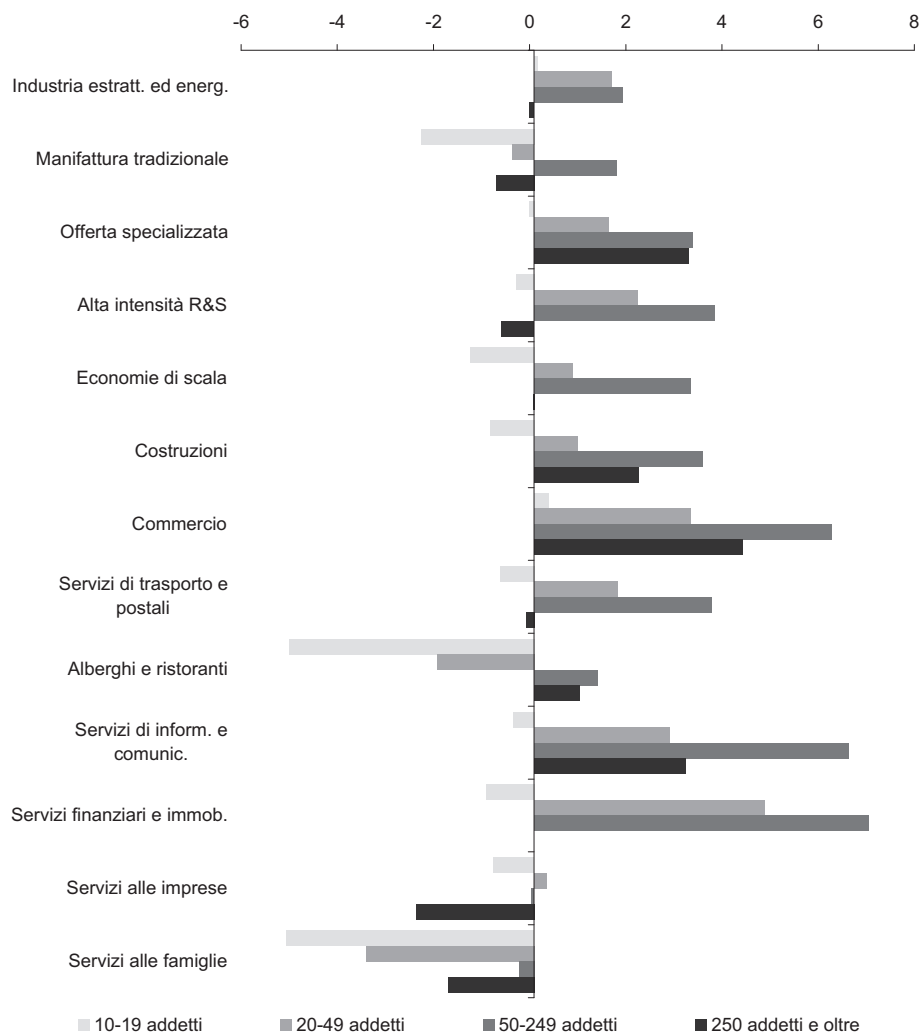 -6 -4 -2 0 2 4 6 8
Industria estratt. ed energ.
Manifattura tradizionale
Offerta specializzata
Alta intensità R&S
Economie di scala
Costruzioni
Commercio
Servizi di trasporto e
postali
Alberghi e ristoranti
Servizi di inform. e
comunic.
Servizi finanziari e immob.
Servizi alle imprese
Servizi alle famiglie
10-19 addetti 20-49 addetti 50-249 addetti 250 addetti e oltre